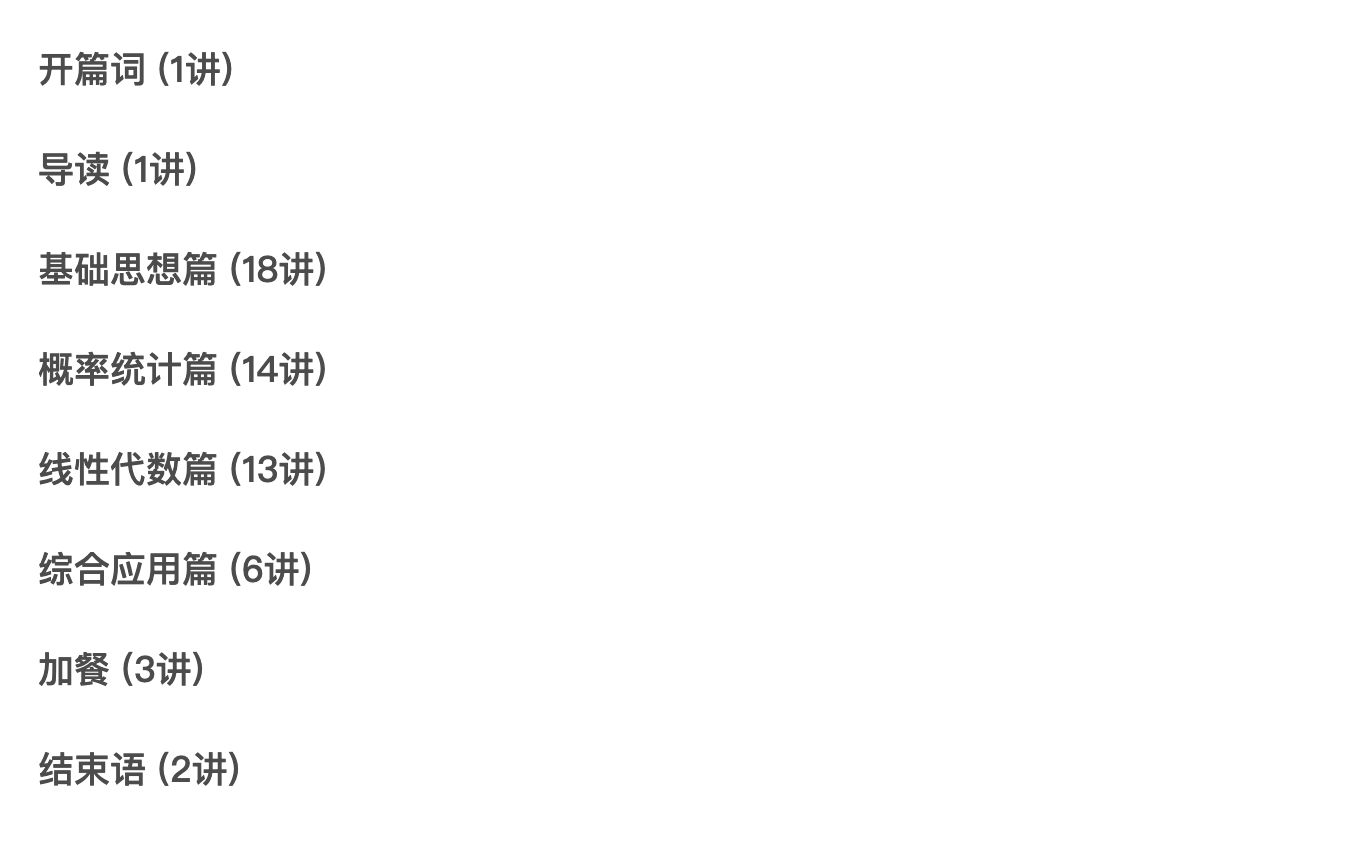 开篇词 (1讲)
导读 (1讲)
基础思想篇 (18讲)
概率统计篇 (14讲)
线性代数篇 (13讲)
综合应用篇 (6讲)
加餐 (3讲)
结束语 (2讲)